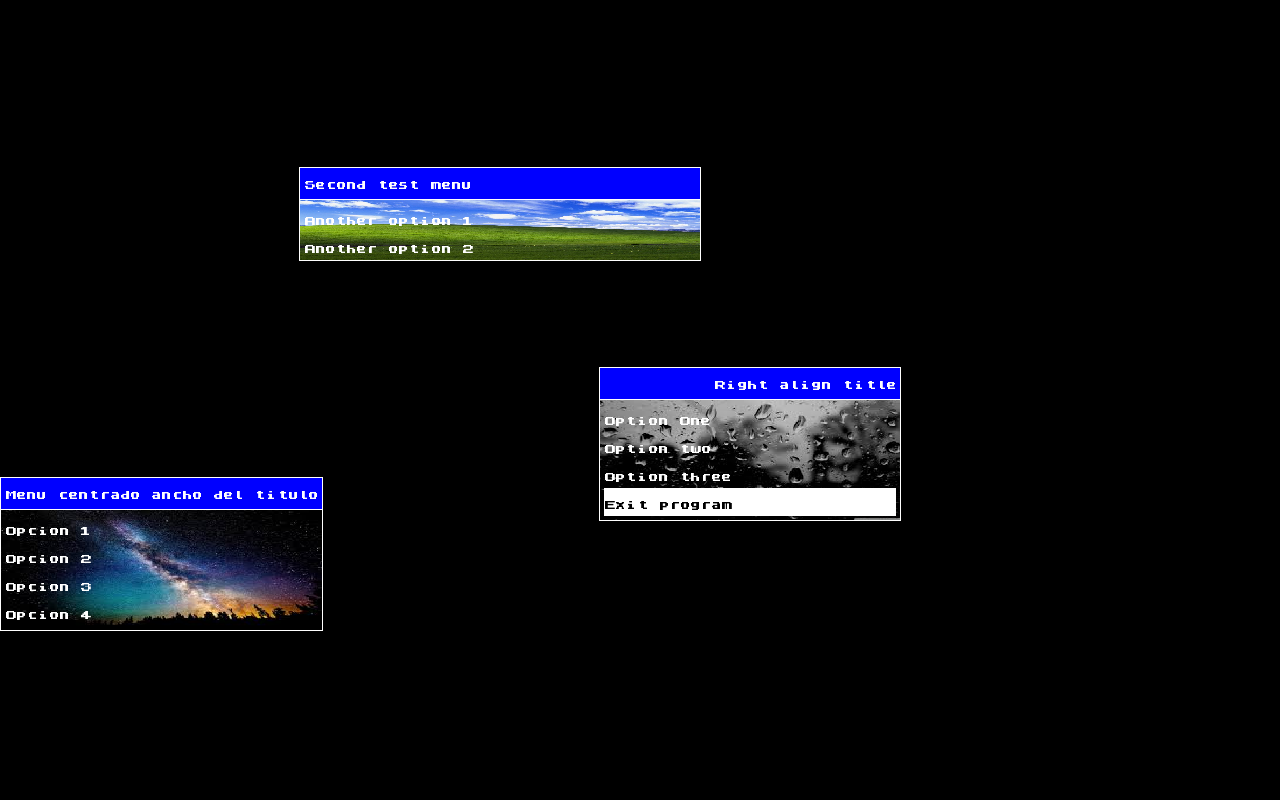 Second test menu
Another option 1
Another option 2
Right align title
Option One
Option two
Option three
Exit program
Menu centrado ancho del titulo
Opcion 1
Opcion 2
Opcion 3
Opcion 4